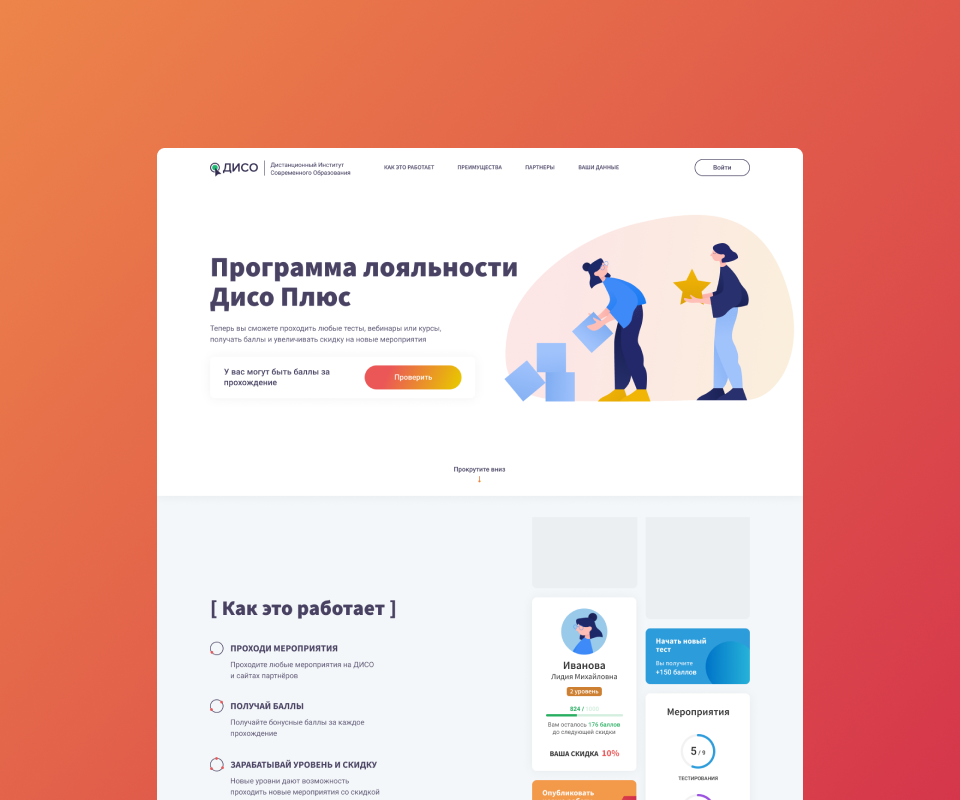 ДИСО
Дистанционный Институт
Современного Образования
КАК ЭТО РАБОТАЕТ
ПРЕИМУЩЕСТВА
ПАРТНЕРЫ
ВАШИ ДАННЫЕ
Войти
Программа лояльности
Дисо Плюс
Теперь вы сможете проходить любые тесты, вебинары или курсы,
получать баллы и увеличивать скидку на новые мероприятия
У вас могут быть баллы за
прохождение
Проверить
Прокрутите вниз
↓
[ Как это работает ]
ПРОХОДИ МЕРОПРИЯТИЯ
Проходите любые мероприятия на ДИСО
и сайтах партнёров
ПОЛУЧАЙ БАЛЛЫ
Получайте бонусные баллы за каждое
прохождение
ЗАРАБАТЫВАЙ УРОВЕНЬ И СКИДКУ
Новые уровни дают возможность
проходить новые мероприятия со скидкой
Иванова
Лидия Михайловна
2 уровень
824 /
Вам осталось 176 баллов
до следующей скидки
ВАША СКИДКА 10%
Опубликовать
Начать новый
тест
Вы получите
+150 баллов
Мероприятия
5 / 9
ТЕСТИРОВАНИЯ